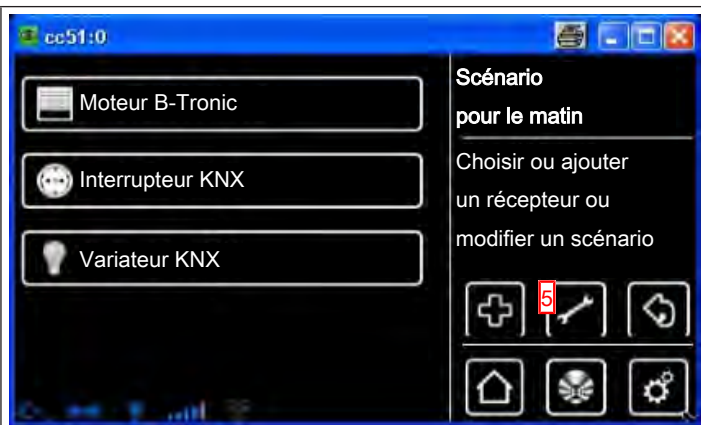 cc51:0
Moteur B-Tronic
Interrupteur KNX
Variateur KNX
Scénario
pour le matin
Choisir ou ajouter
un récepteur ou
modifier un scénario
5